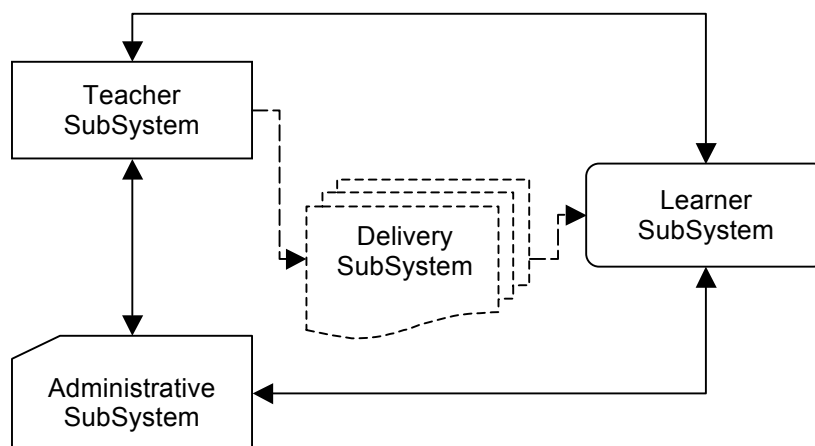 Teacher
SubSystem
Delivery
SubSystem
Learner
SubSystem
Administrative
SubSystem